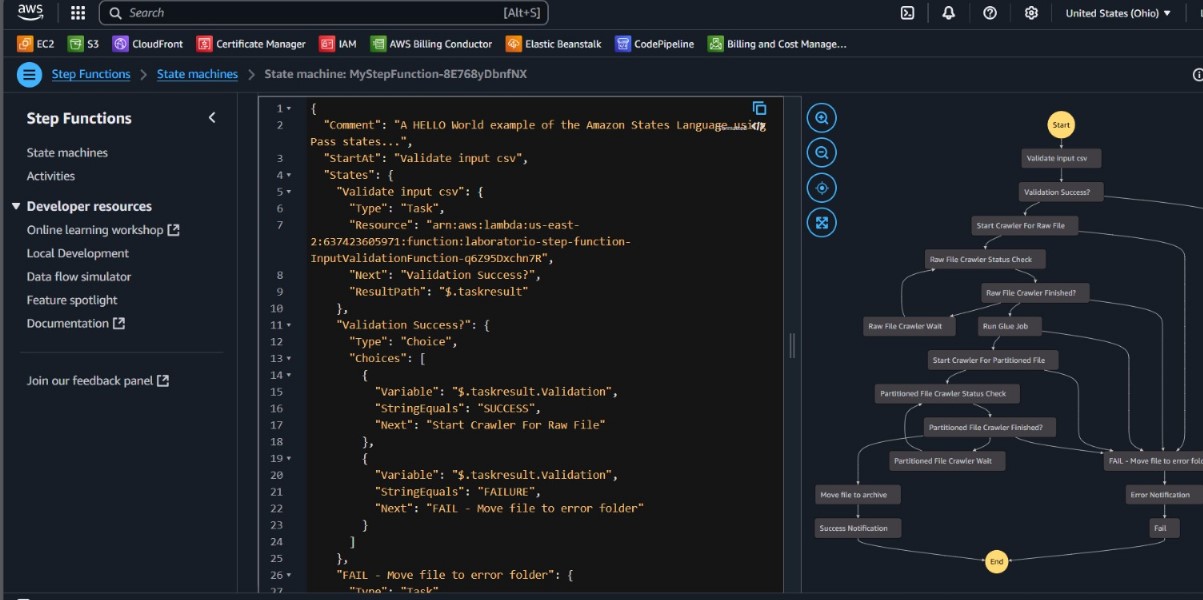 aws
Search [Alt+S] United States (Ohio)
EC2 S3 CloudFront Certificate Manager IAM AWS Billing Conductor Elastic Beanstalk CodePipeline Billing and Cost Manage...
Step Functions > State machines > State machine: MyStepFunction-8E768yDbnfNX
Step Functions
State machines
Activities
Developer resources
Online learning workshop
Local Development
Data flow simulator
Feature spotlight
Documentation
Join our feedback panel
1 {
2 "Comment": "A HELLO World example of the Amazon States Language using
Pass states...",
3 "StartAt": "Validate input csv",
4 "States": {
5 "Validate input csv": {
6 "Type": "Task",
7 "Resource": "arn:aws:lambda:us-east-
2:637423605971:function:laboratorio-step-function-
InputValidationFunction-q6Z95Dxchn7R",
8 "Next": "Validation Success?",
9 "ResultPath": "$.taskresult"
10 },
11 "Validation Success?": {
12 "Type": "Choice",
13 "Choices": [
14 {
15 "Variable": "$.taskresult.Validation",
16 "StringEquals": "SUCCESS",
17 "Next": "Start Crawler For Raw File"
18 },
19 {
20 "Variable": "$.taskresult.Validation",
21 "StringEquals": "FAILURE",
22 "Next": "FAIL - Move file to error folder"
23 }
24 ]
25 },
26 "FAIL - Move file to error folder": {
27 "Type": "Task"
Start
Validate input csv
Validation Success?
Start Crawler For Raw File
Raw File Crawler Status Check
Raw File Crawler Finished?
Raw File Crawler Wait
Run Glue Job
Start Crawler For Partitioned File
Partitioned File Crawler Status Check
Partitioned File Crawler Finished?
Partitioned File Crawler Wait
FAIL - Move file to error fold
Move file to archive
Error Notification
Success Notification
Fail
End